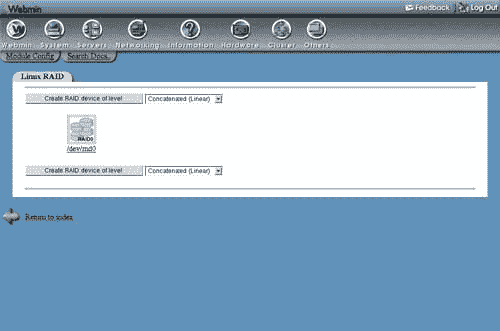 Webmin
Feedback
Log Out
Webmin System Servers Networking Information Hardware Cluster Others
Module Config
Search Docs..
Linux RAID
Create RAID device of level
Concatenated (Linear)
RAID0
/dev/md0
Create RAID device of level
Concatenated (Linear)
Return to index